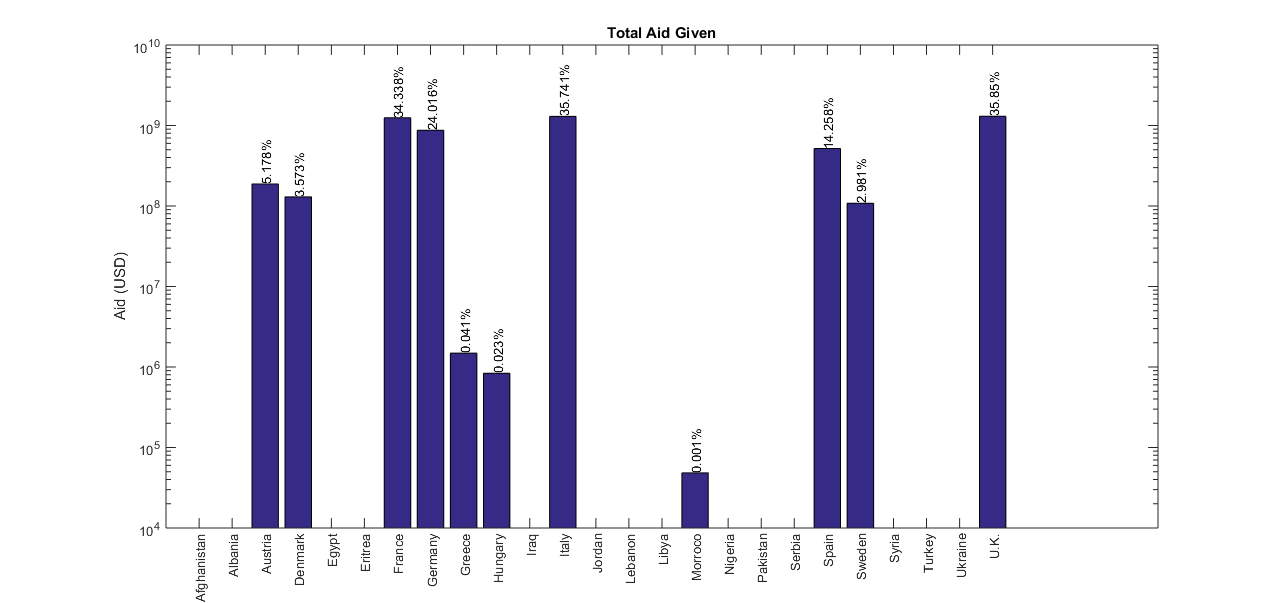 Total Aid Given
10^10
10^9
10^8
10^7
10^6
10^5
10^4
Aid (USD)
5.178%
3.573%
34.338%
24.016%
0.041%
0.023%
35.741%
0.001%
14.258%
2.981%
35.85%
Afghanistan
Albania
Austria
Denmark
Egypt
Eritrea
France
Germany
Greece
Hungary
Iraq
Italy
Jordan
Lebanon
Libya
Morroco
Nigeria
Pakistan
Serbia
Spain
Sweden
Syria
Turkey
Ukraine
U.K.